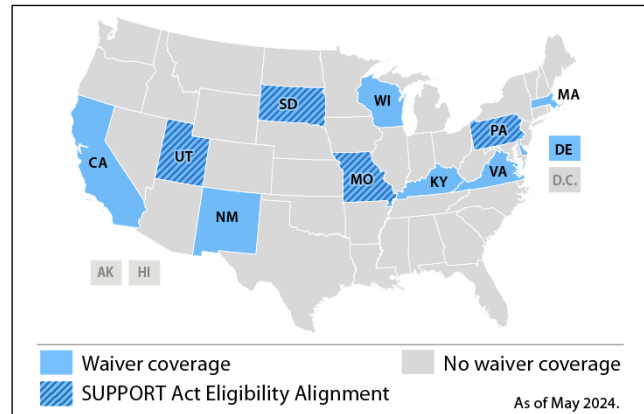 WI
MA
SD
PA
DE
UT
CA
VA
KY
MO
D.C.
NM
AK HI
Waiver coverage
No waiver coverage
SUPPORT Act Eligibility Alignment
As of May 2024.